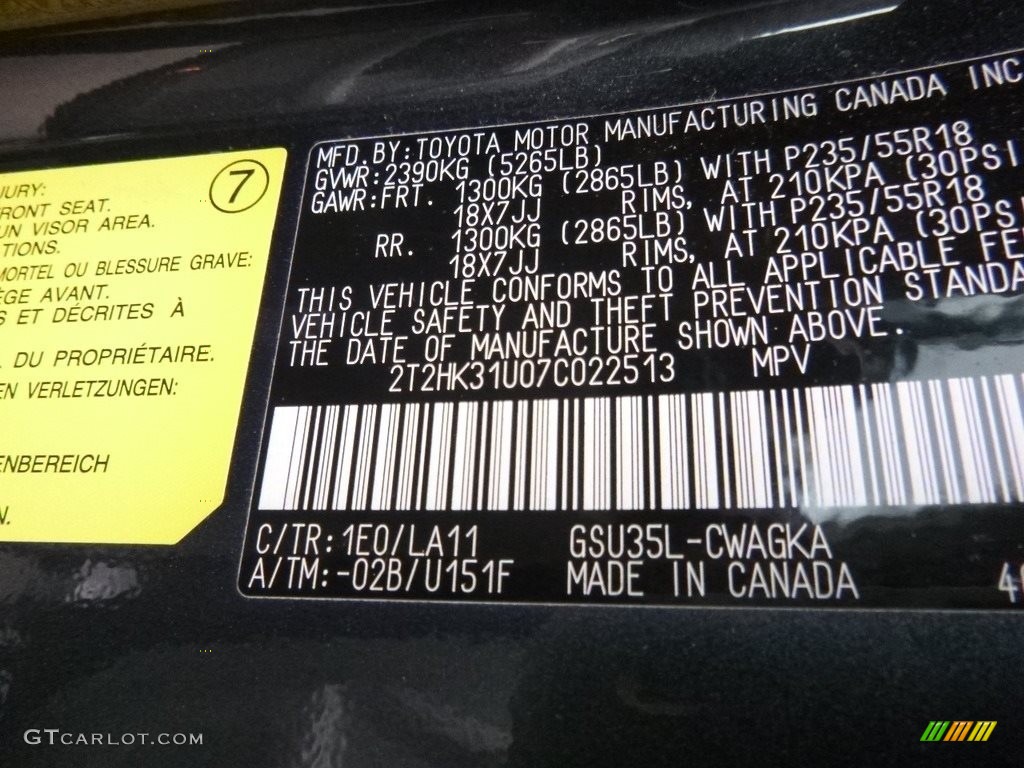 7
JURY:
FRONT SEAT.
UN VISOR AREA.
TIONS.
MORTEL OU BLESSURE GRAVE:
ÈGE AVANT.
S ET DÉCRITES À
L DU PROPRIÉTAIRE.
EN VERLETZUNGEN:
ENBEREICH
N.
MFD.BY:TOYOTA MOTOR MANUFACTURING CANADA INC
GVWR:2390KG (5265LB)
GAWR:FRT. 1300KG (2865LB) WITH P235/55R18
18X7JJ RIMS, AT 210KPA (30PSI
RR. 1300KG (2865LB) WITH P235/55R18
18X7JJ RIMS, AT 210KPA (30PSI
THIS VEHICLE CONFORMS TO ALL APPLICABLE FE
VEHICLE SAFETY AND THEFT PREVENTION STANDA
THE DATE OF MANUFACTURE SHOWN ABOVE.
2T2HK31U07C022513 MPV
C/TR:1E0/LA11 GSU35L-CWAGKA
A/TM:-02B/U151F MADE IN CANADA
GTCARLOT.COM